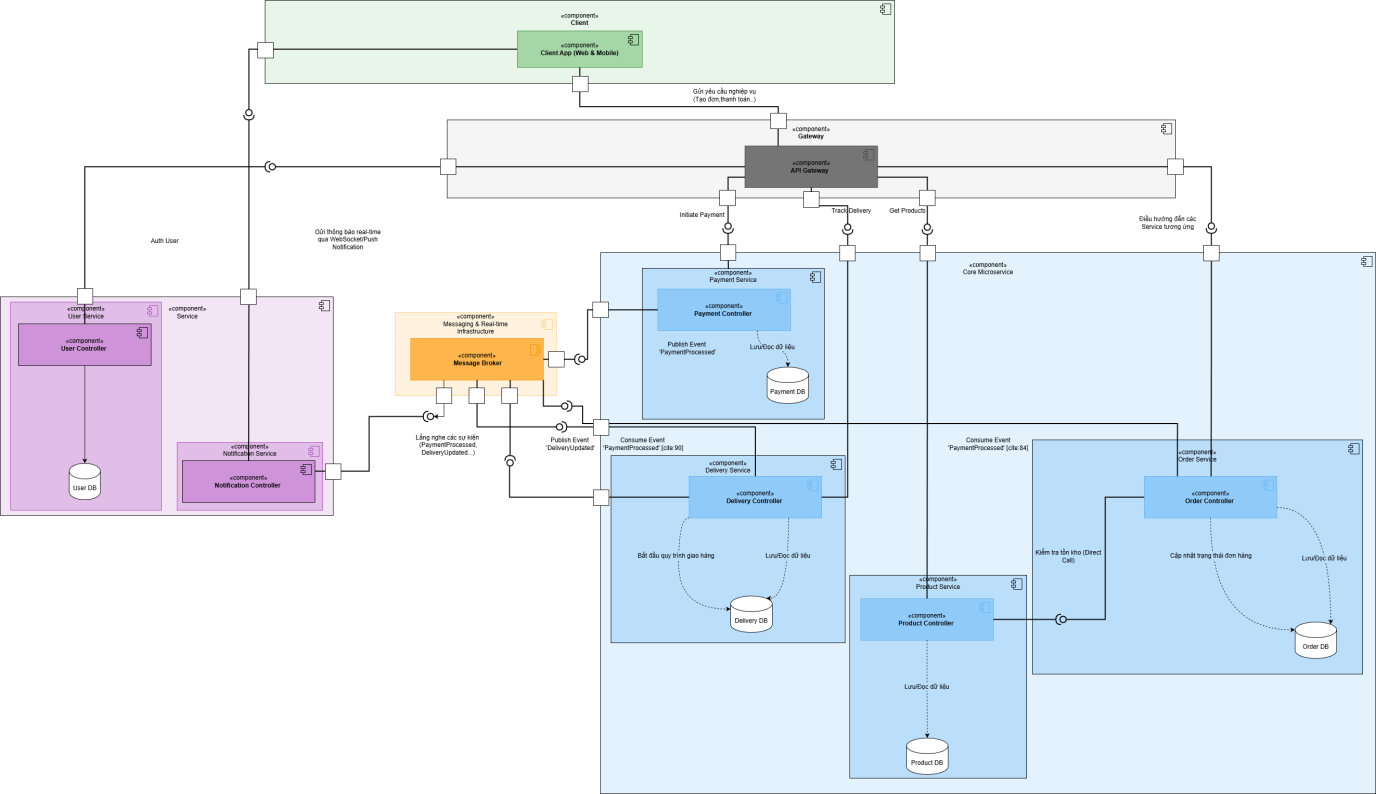 «component»
Client
«component»
Client App (Web & Mobile)
Gửi yêu cầu nghiệp vụ
(Tạo đơn,thanh toán..)
«component»
Gateway
«component»
API Gateway
Initiate Payment
Track Delivery
Get Products
Điều hướng đến các
Service tương ứng
Auth User
Gửi thông báo real-time
qua WebSocket/Push
Notification
«component»
Core Microservice
«component»
Payment Service
«component»
Payment Controller
Publish Event
'PaymentProcessed'
Lưu/Đọc dữ liệu
Payment DB
«component»
User Service
«component»
Service
«component»
User Controller
User DB
«component»
Notification Service
«component»
Notification Controller
«component»
Messaging & Real-time
Infrastructure
«component»
Message Broker
Lắng nghe các sự kiện
(PaymentProcessed,
DeliveryUpdated...)
Publish Event
'DeliveryUpdated'
Consume Event
'PaymentProcessed' [cite:90]
Consume Event
'PaymentProcessed' [cite:84]
«component»
Delivery Service
«component»
Delivery Controller
Bắt đầu quy trình giao hàng
Lưu/Đọc dữ liệu
Delivery DB
«component»
Order Service
«component»
Order Controller
Kiểm tra tồn kho (Direct
Call)
Cập nhật trạng thái đơn hàng
Lưu/Đọc dữ liệu
Order DB
«component»
Product Service
«component»
Product Controller
Lưu/Đọc dữ liệu
Product DB